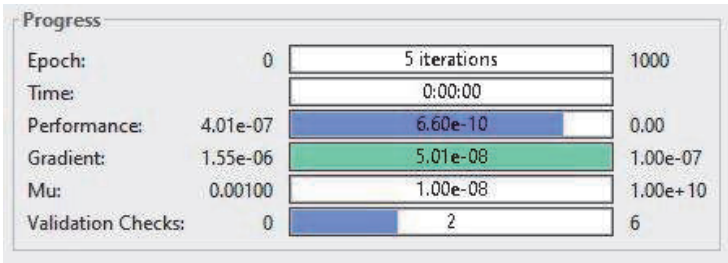 Progress
Epoch: 0 5 iterations 1000
Time: 0:00:00
Performance: 4.01e-07 6.60e-10 0.00
Gradient: 1.55e-06 5.01e-08 1.00e-07
Mu: 0.00100 1.00e-08 1.00e+10
Validation Checks: 0 2 6